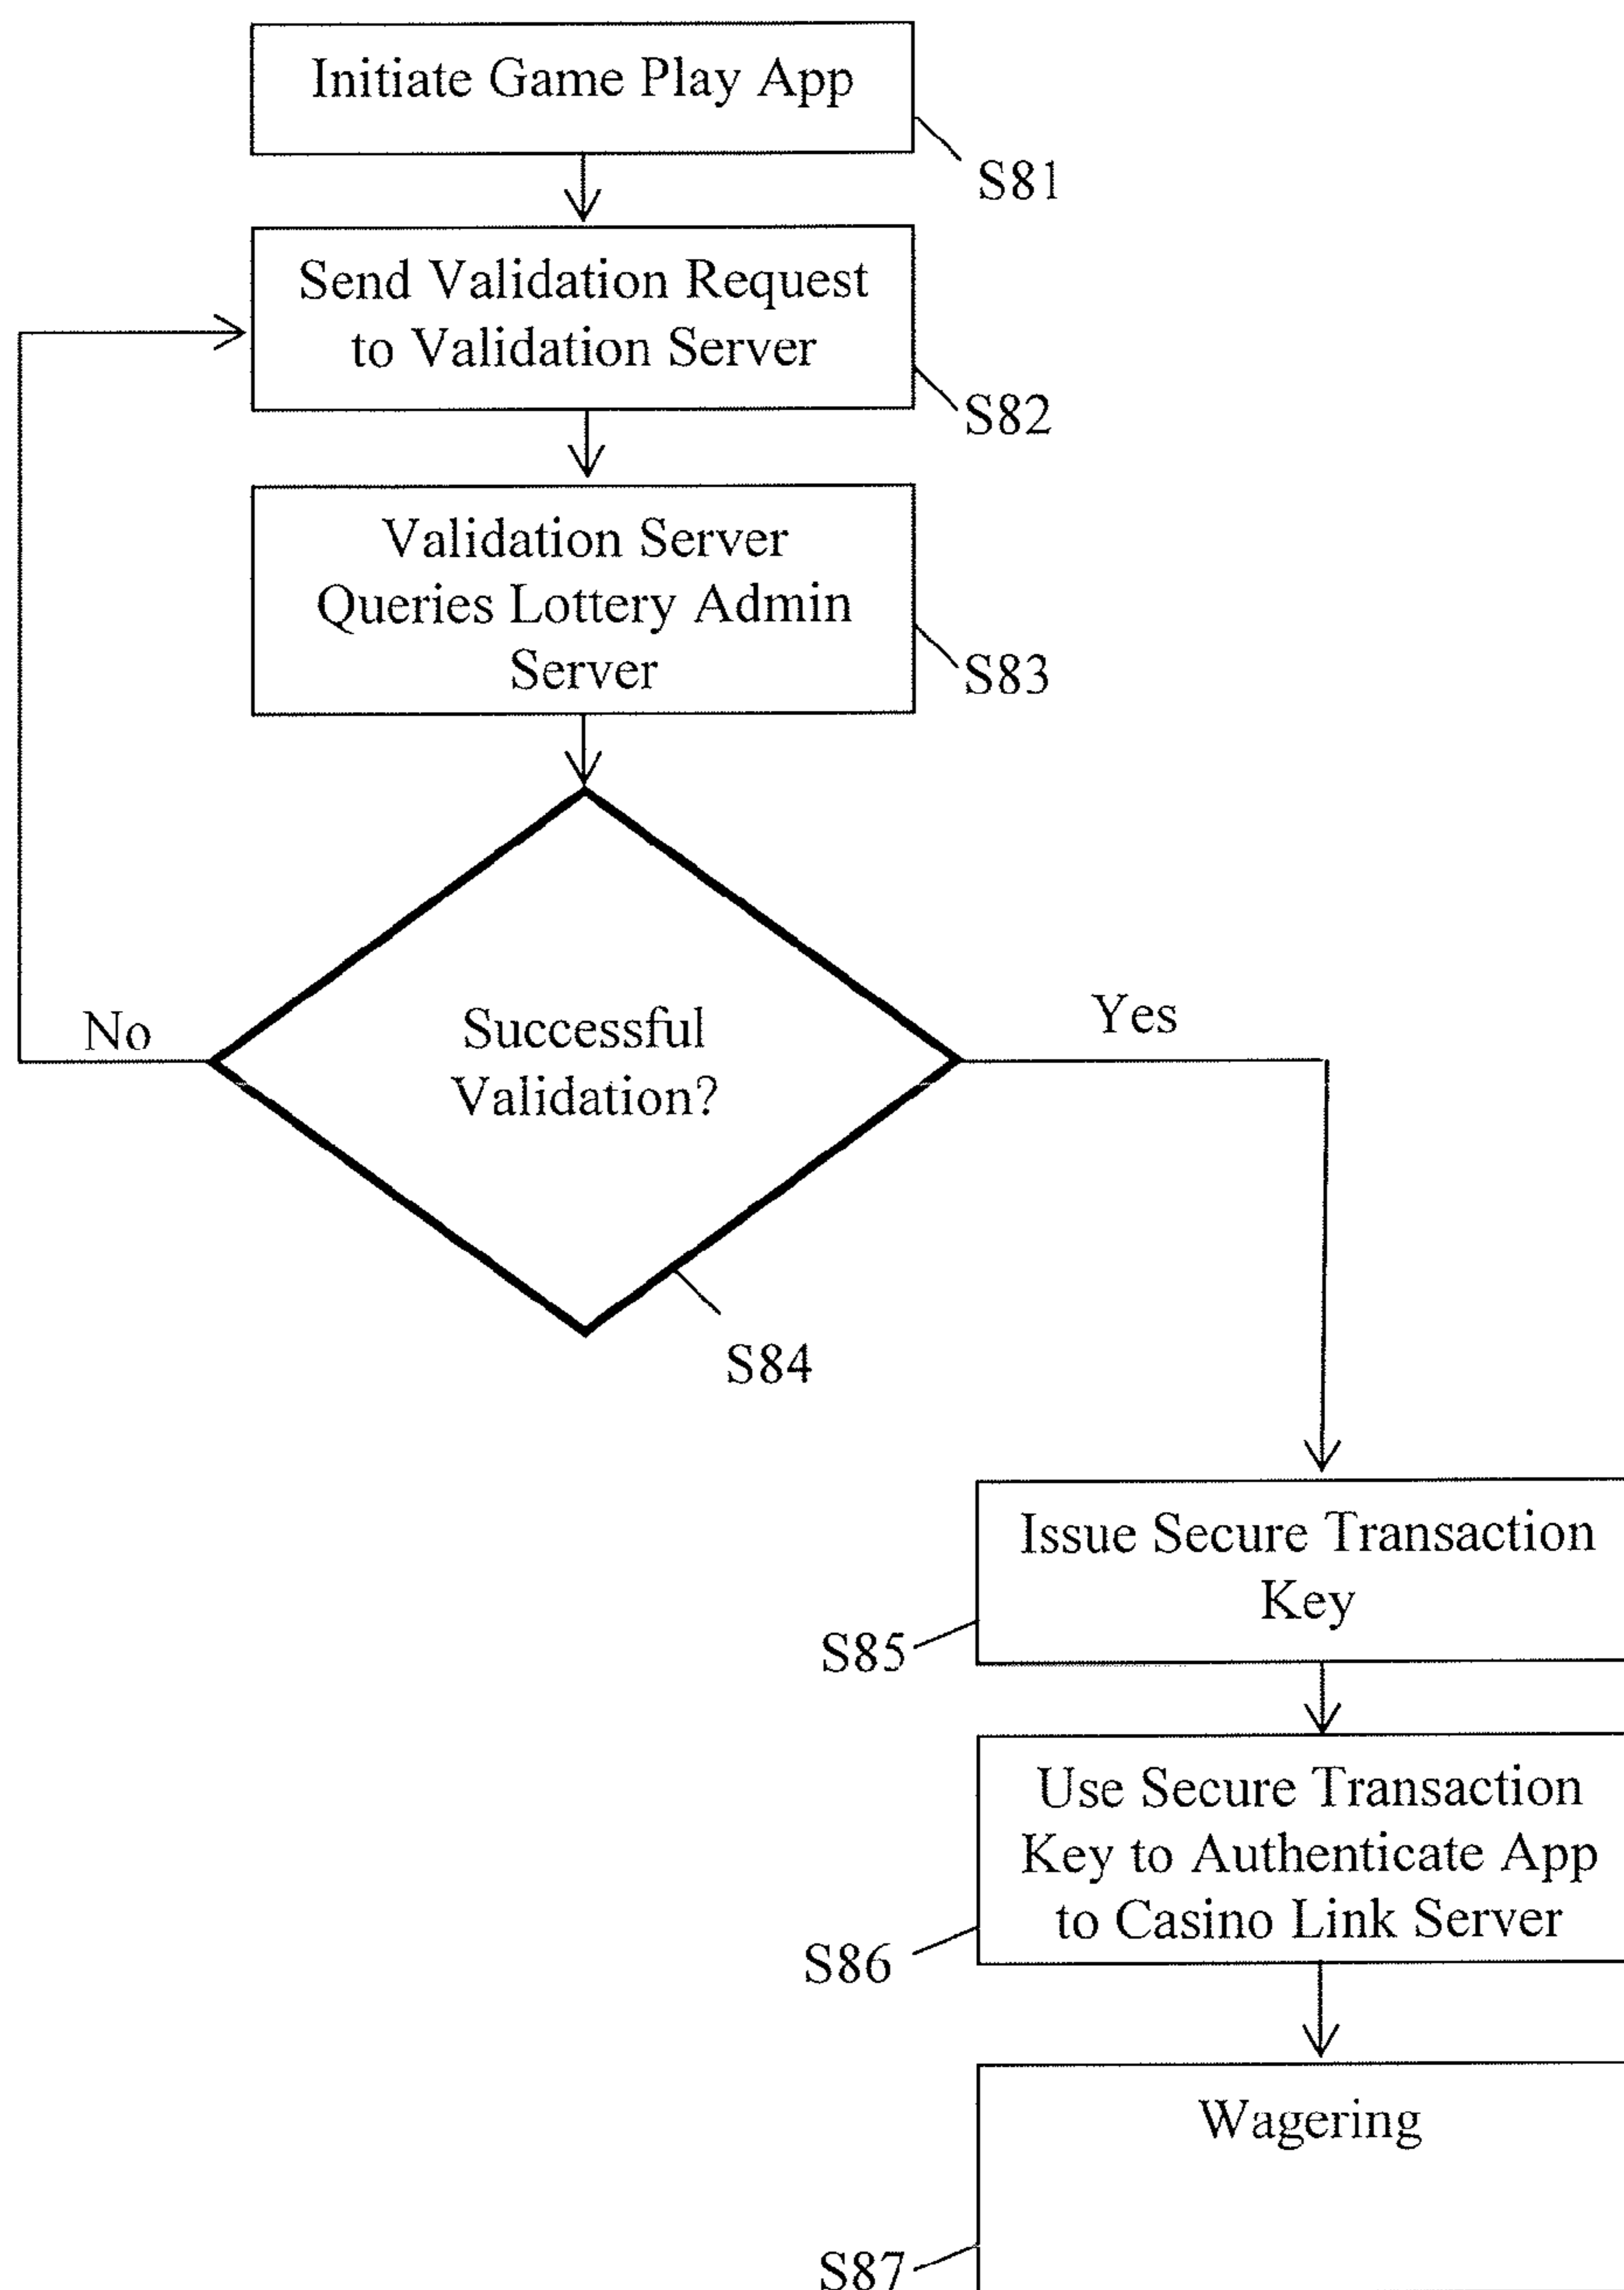 Initiate Game Play App
S81
Send Validation Request
to Validation Server
S82
Validation Server
Queries Lottery Admin
Server
S83
No
Yes
Successful
Validation?
S84
Issue Secure Transaction
Key
S85
Use Secure Transaction
Key to Authenticate App
to Casino Link Server
S86
Wagering
S87